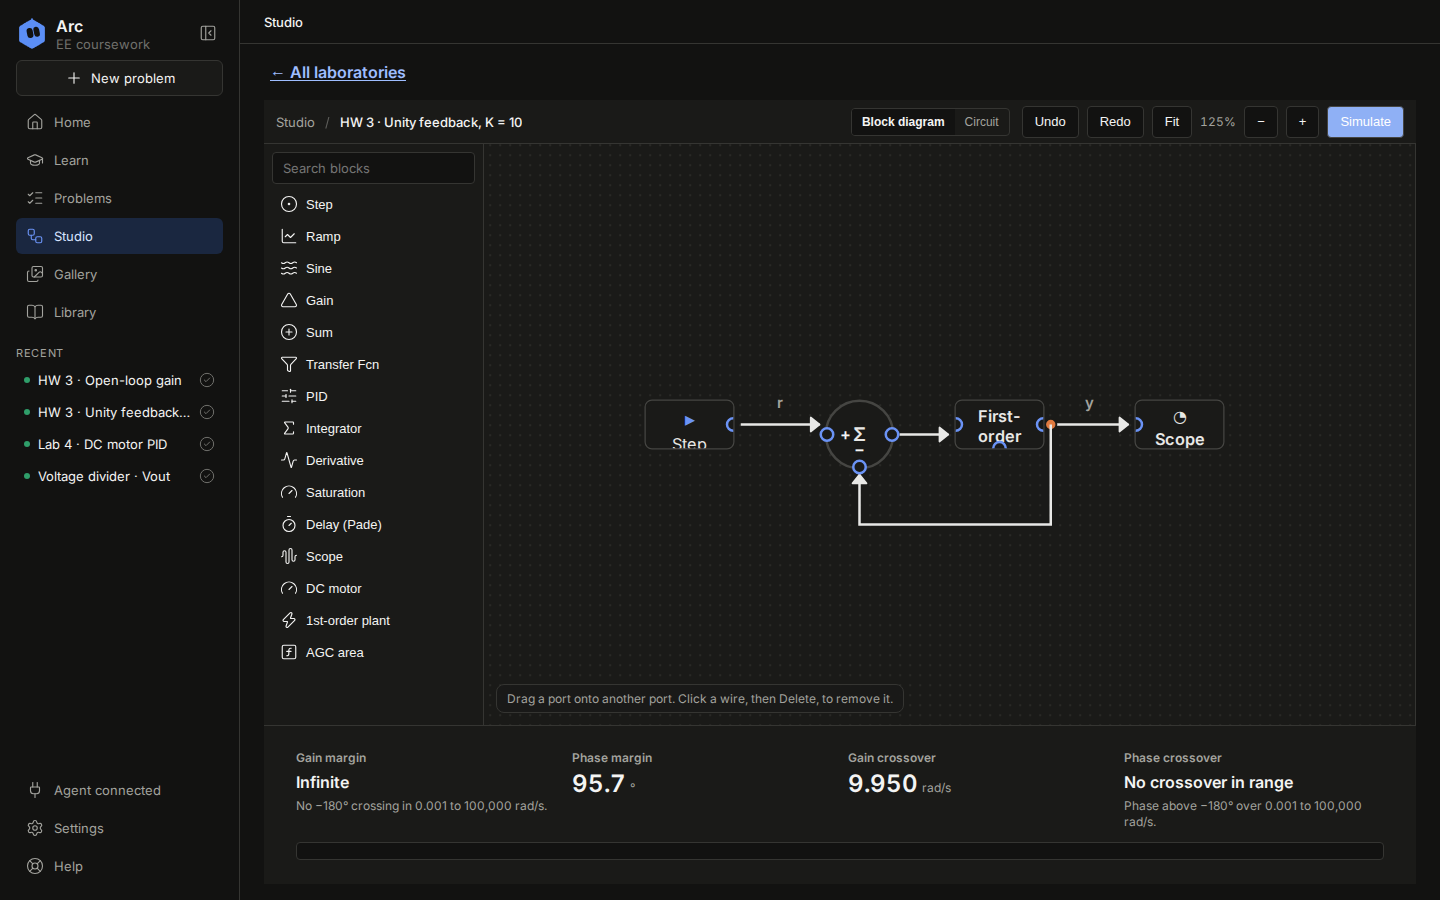 Arc
EE coursework
New problem
Home
Learn
Problems
Studio
Gallery
Library
RECENT
HW 3 · Open-loop gain
HW 3 · Unity feedback...
Lab 4 · DC motor PID
Voltage divider · Vout
Agent connected
Settings
Help
Studio
← All laboratories
Studio / HW 3 · Unity feedback, K = 10
Block diagram
Circuit
Undo
Redo
Fit
125%
−
+
Simulate
Search blocks
Step
Ramp
Sine
Gain
Sum
Transfer Fcn
PID
Integrator
Derivative
Saturation
Delay (Pade)
Scope
DC motor
1st-order plant
AGC area
Step
r
+ Σ
−
First-
order
y
Scope
Drag a port onto another port. Click a wire, then Delete, to remove it.
Gain margin
Infinite
No −180° crossing in 0.001 to 100,000 rad/s.
Phase margin
95.7 °
Gain crossover
9.950 rad/s
Phase crossover
No crossover in range
Phase above −180° over 0.001 to 100,000
rad/s.